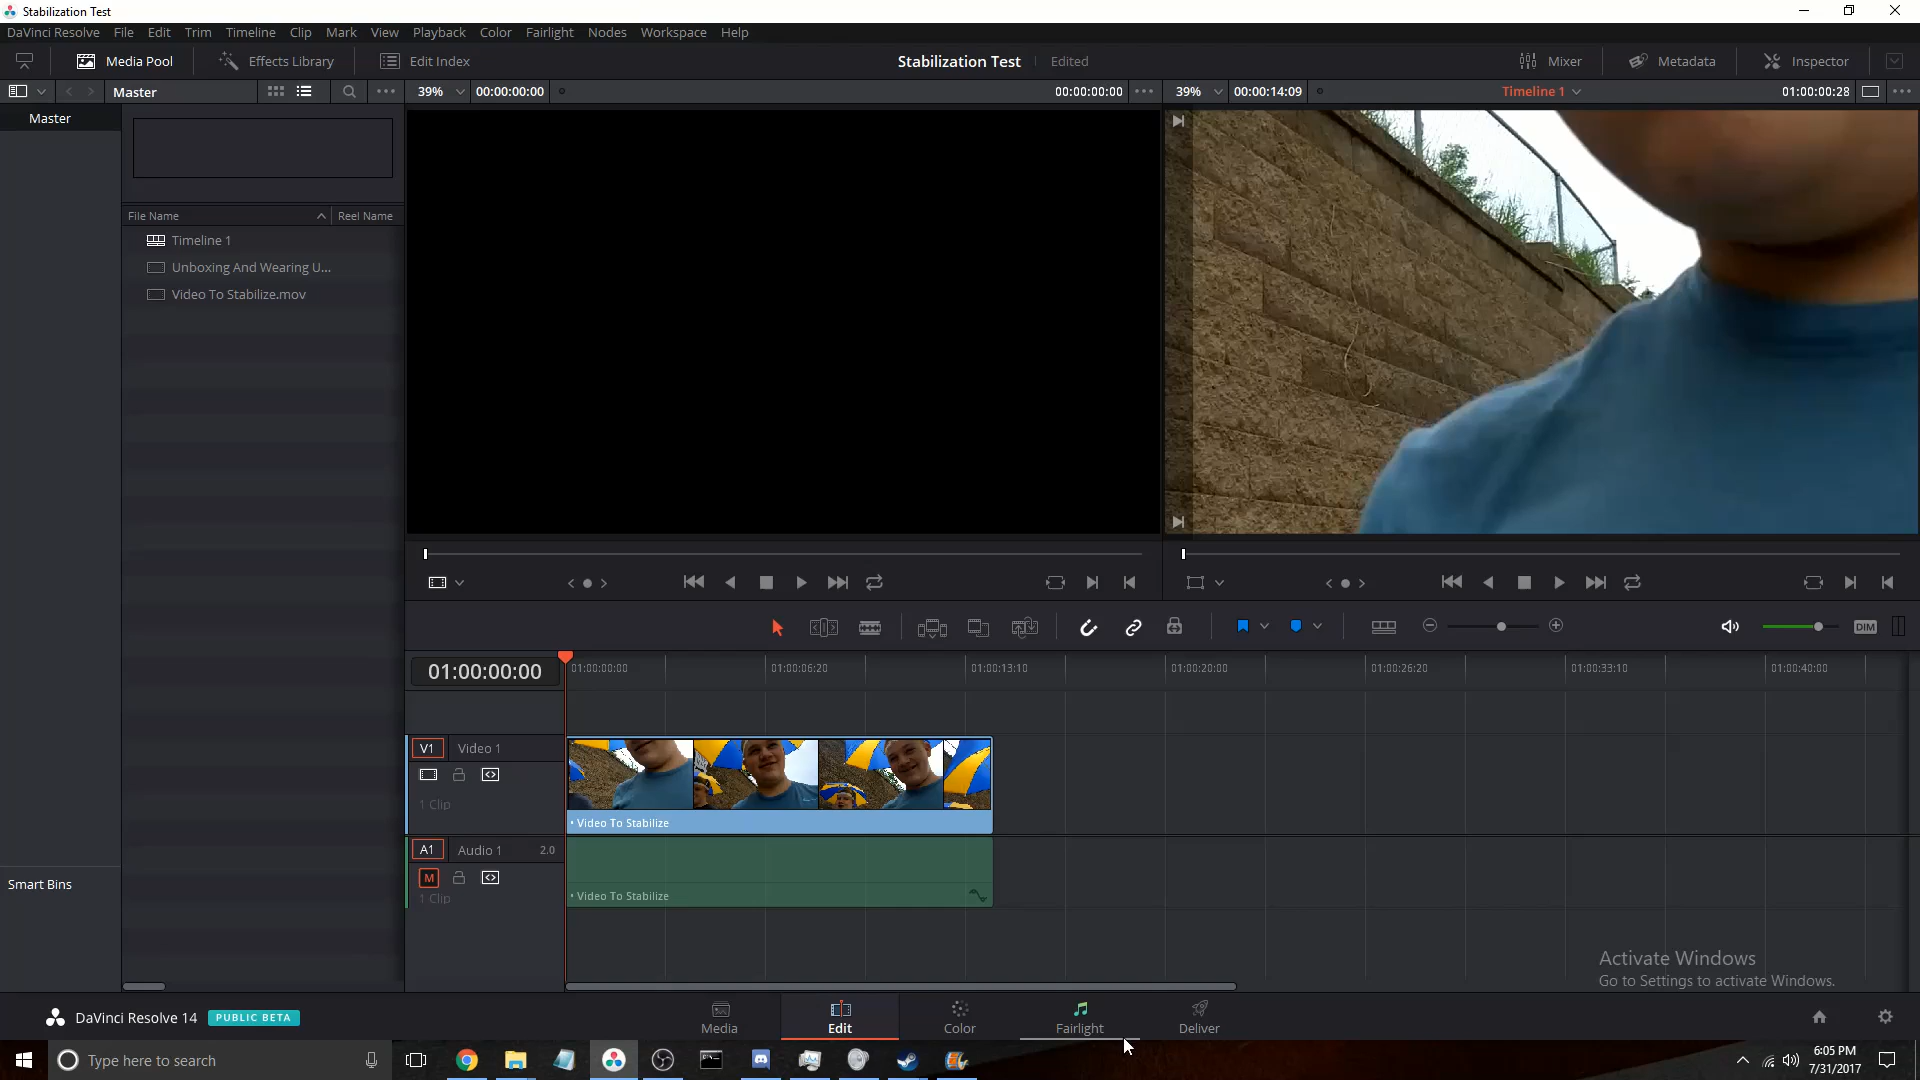 Stabilization Test
DaVinci Resolve File Edit Trim Timeline Clip Mark View Playback Color Fairlight Nodes Workspace Help
Media Pool Effects Library Edit Index Stabilization Test Edited Mixer Metadata Inspector
Master 39% 00:00:00:00 00:00:00:00 39% 00:00:14:09 Timeline 1 01:00:00:28
Master
File Name Reel Name
Timeline 1
Unboxing And Wearing U...
Video To Stabilize.mov
DIM
01:00:00:00 01:00:00:00 01:00:06:20 01:00:13:10 01:00:20:00 01:00:26:20 01:00:33:10 01:00:40:00
V1 Video 1
1 Clip
• Video To Stabilize
A1 Audio 1 2.0
M
1 Clip
• Video To Stabilize
Smart Bins
Activate Windows
Go to Settings to activate Windows.
DaVinci Resolve 14 PUBLIC BETA
Media Edit Color Fairlight Deliver
Type here to search
6:05 PM
7/31/2017